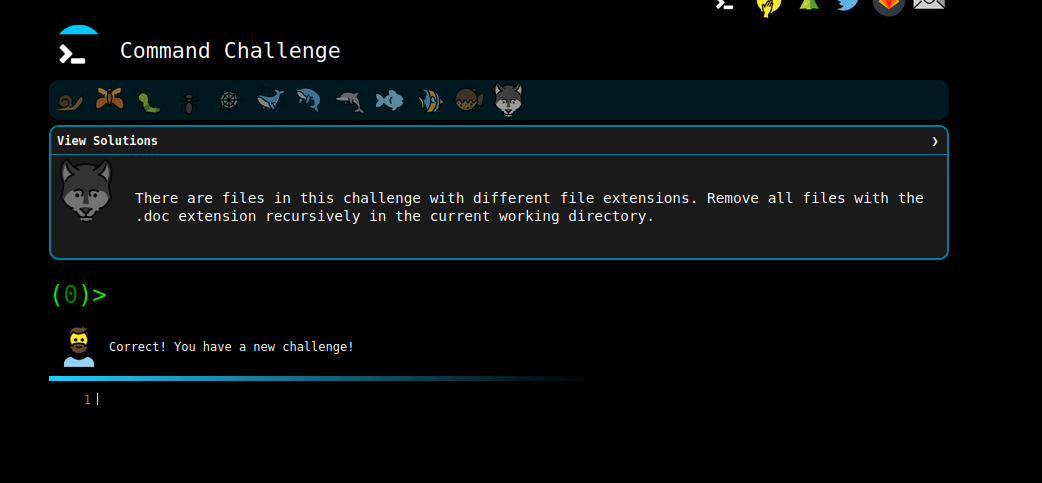 Command Challenge
View Solutions ❯
There are files in this challenge with different file extensions. Remove all files with the
.doc extension recursively in the current working directory.
(0)>
Correct! You have a new challenge!
1